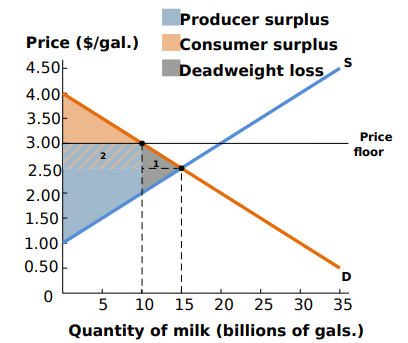 Producer surplus
Consumer surplus
Deadweight loss
Price ($/gal.)
4.50
4.00
3.50
3.00
2.50
2.00
1.50
1.00
0.50
0
S
Price
floor
2
1
D
5 10 15 20 25 30 35
Quantity of milk (billions of gals.)